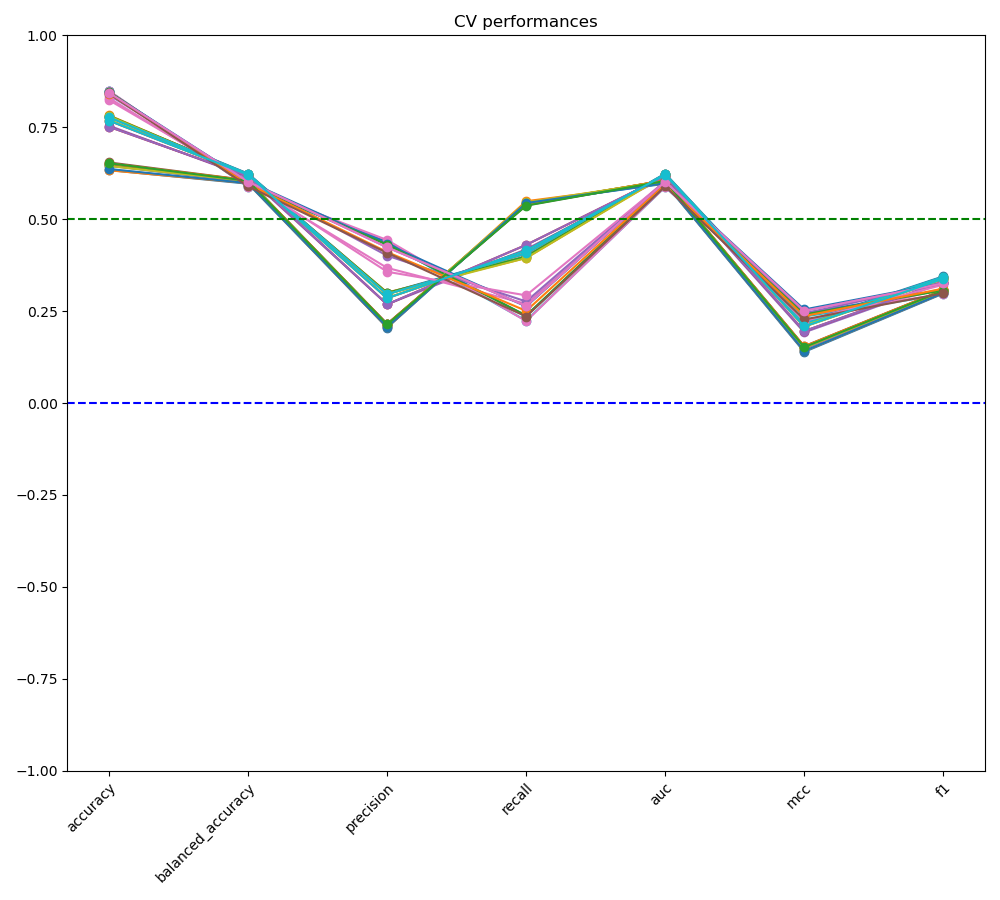 CV performances
1.00
0.75
0.50
0.25
0.00
−0.25
−0.50
−0.75
−1.00
accuracy
balanced_accuracy
precision
recall
auc
mcc
f1